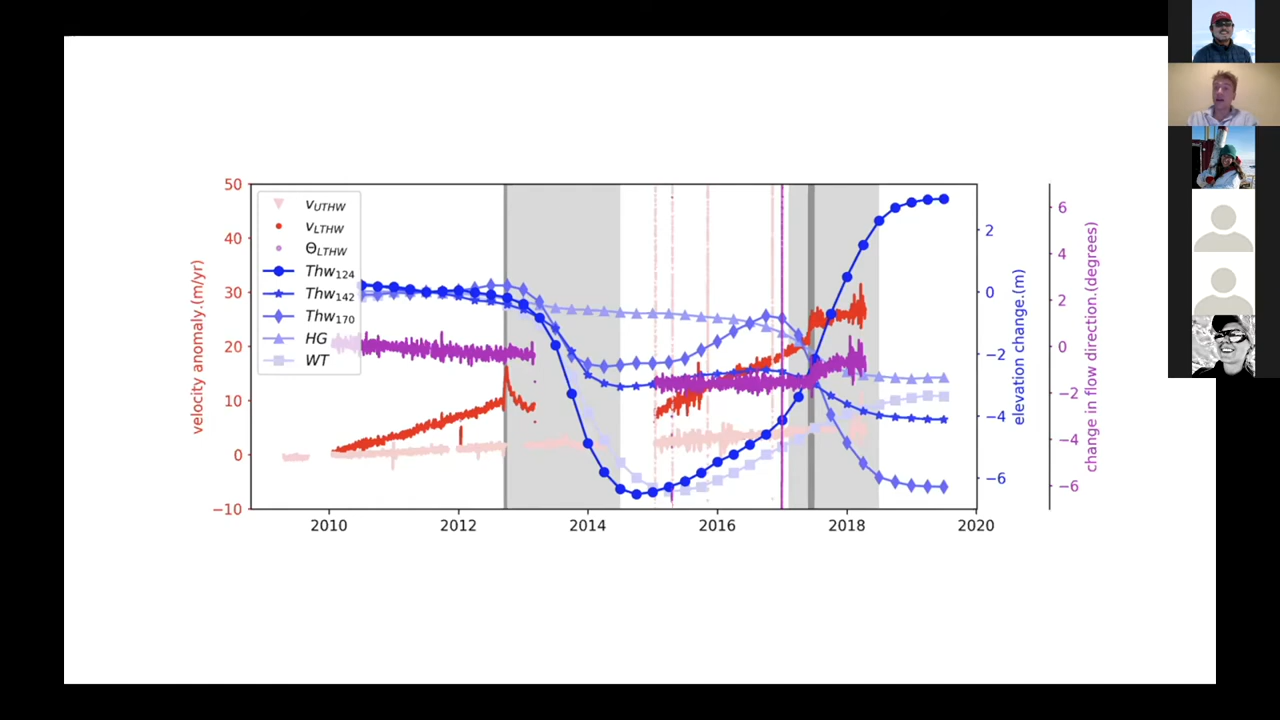 velocity anomaly.(m/yr)
50
40
30
20
10
0
−10
v_UTHW
v_LTHW
Θ_LTHW
Thw_124
Thw_142
Thw_170
HG
WT
2010
2012
2014
2016
2018
2020
2
0
−2
−4
−6
elevation change.(m)
6
4
2
0
−2
−4
−6
change in flow direction.(degrees)